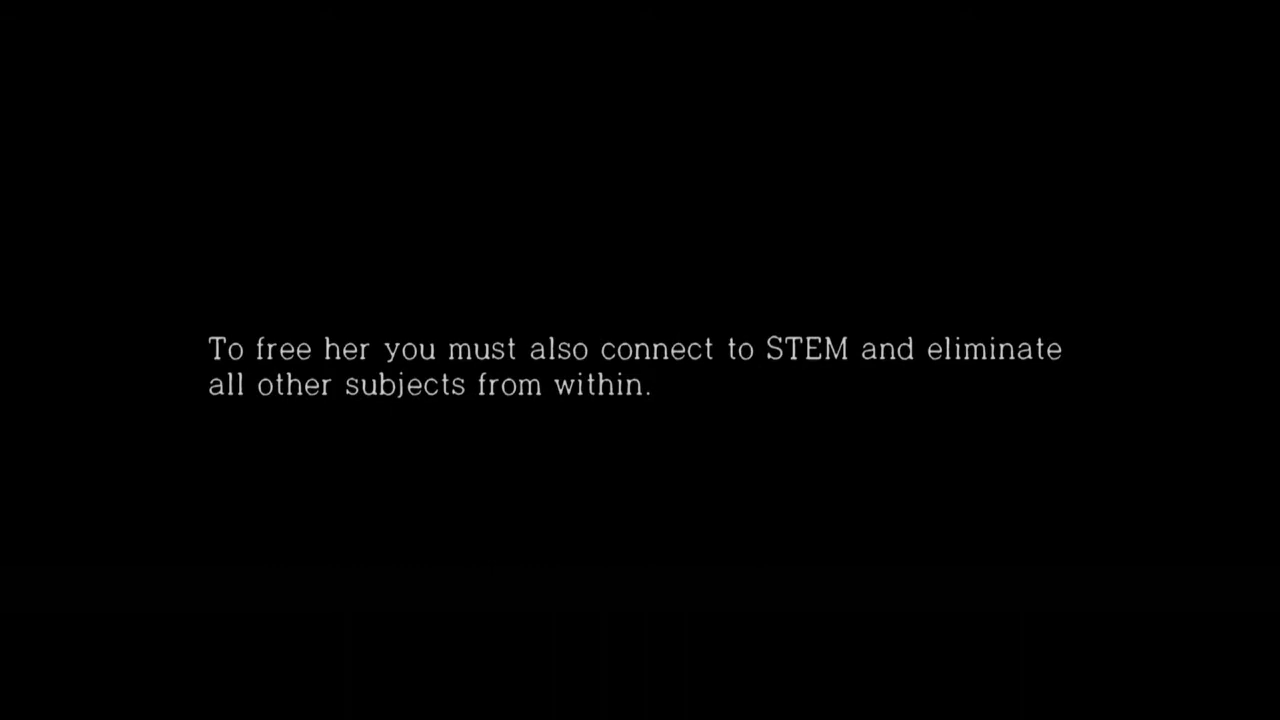 To free her you must also connect to STEM and eliminate
all other subjects from within.